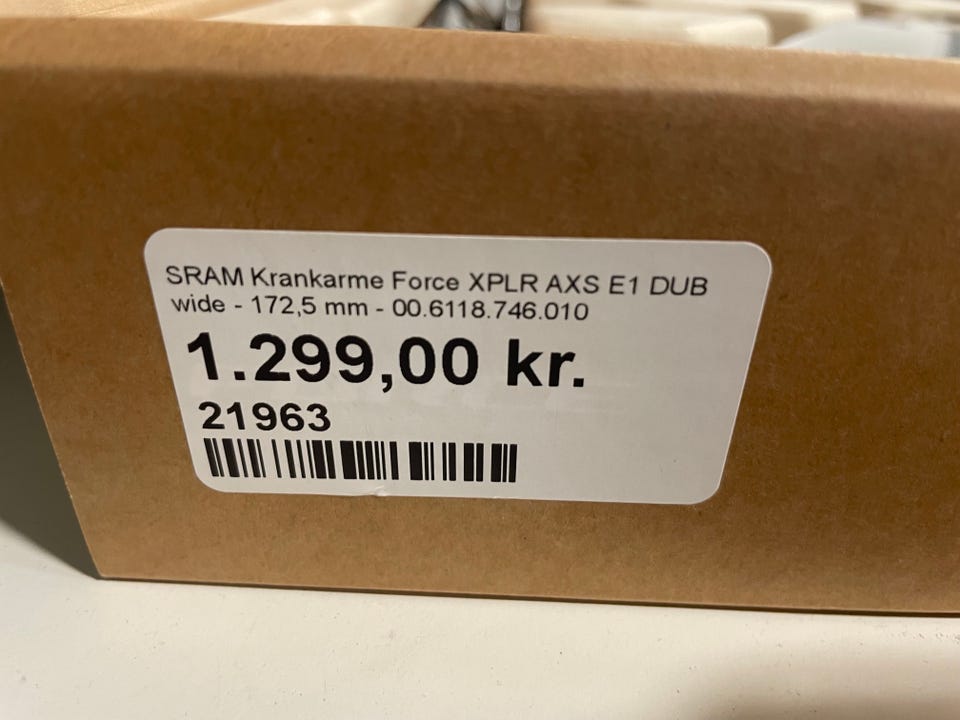 SRAM Krankarme Force XPLR AXS E1 DUB
wide - 172,5 mm - 00.6118.746.010
1.299,00 kr.
21963